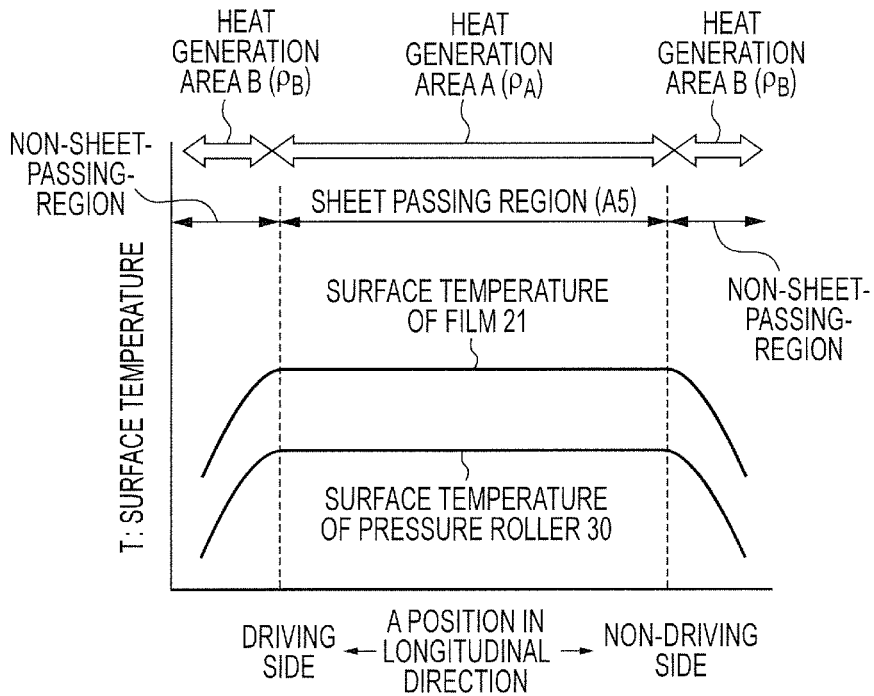 HEAT
GENERATION
AREA B (ρB)
HEAT
GENERATION
AREA A (ρA)
HEAT
GENERATION
AREA B (ρB)
NON-SHEET-
PASSING-
REGION
SHEET PASSING REGION (A5)
NON-SHEET-
PASSING-
REGION
SURFACE TEMPERATURE
OF FILM 21
T: SURFACE TEMPERATURE
SURFACE TEMPERATURE
OF PRESSURE ROLLER 30
DRIVING
SIDE
A POSITION IN
LONGITUDINAL
DIRECTION
NON-DRIVING
SIDE